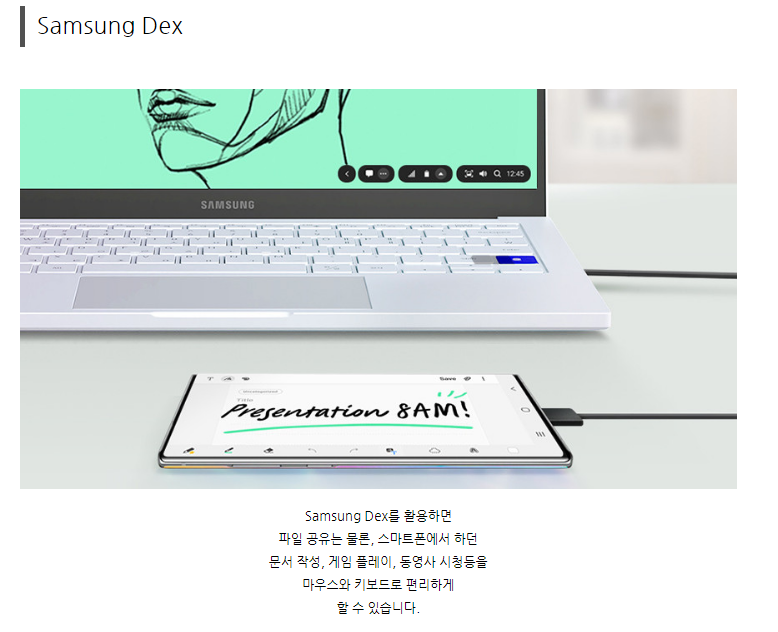 Samsung Dex
12:45
SAMSUNG
Save
Title
Presentation 8AM!
Samsung Dex를 활용하면
파일 공유는 물론, 스마트폰에서 하던
문서 작성, 게임 플레이, 동영사 시청등을
마우스와 키보드로 편리하게
할 수 있습니다.